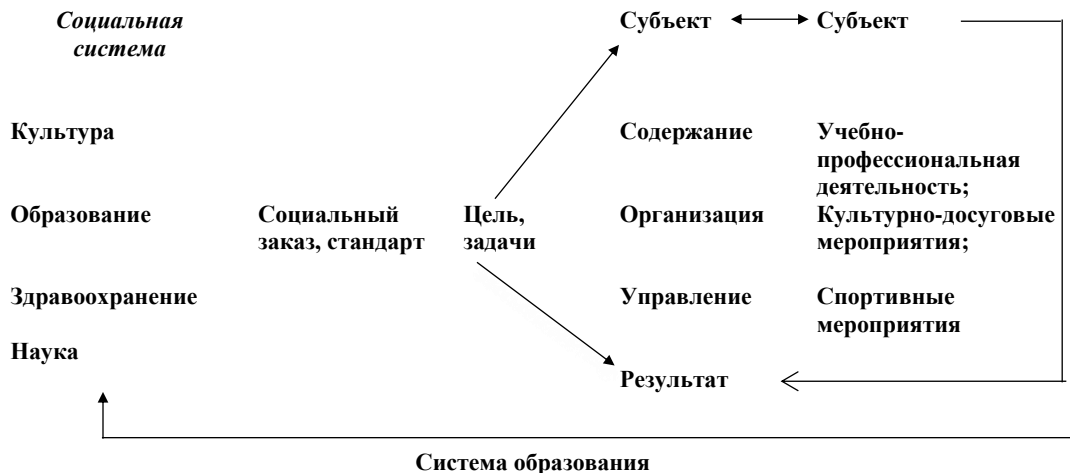 Социальная
система
Субъект
Субъект
Культура
Содержание
Учебно-
профессиональная
деятельность;
Образование
Социальный
заказ, стандарт
Цель,
задачи
Организация
Культурно-досуговые
мероприятия;
Здравоохранение
Управление
Спортивные
мероприятия
Наука
Результат
Система образования